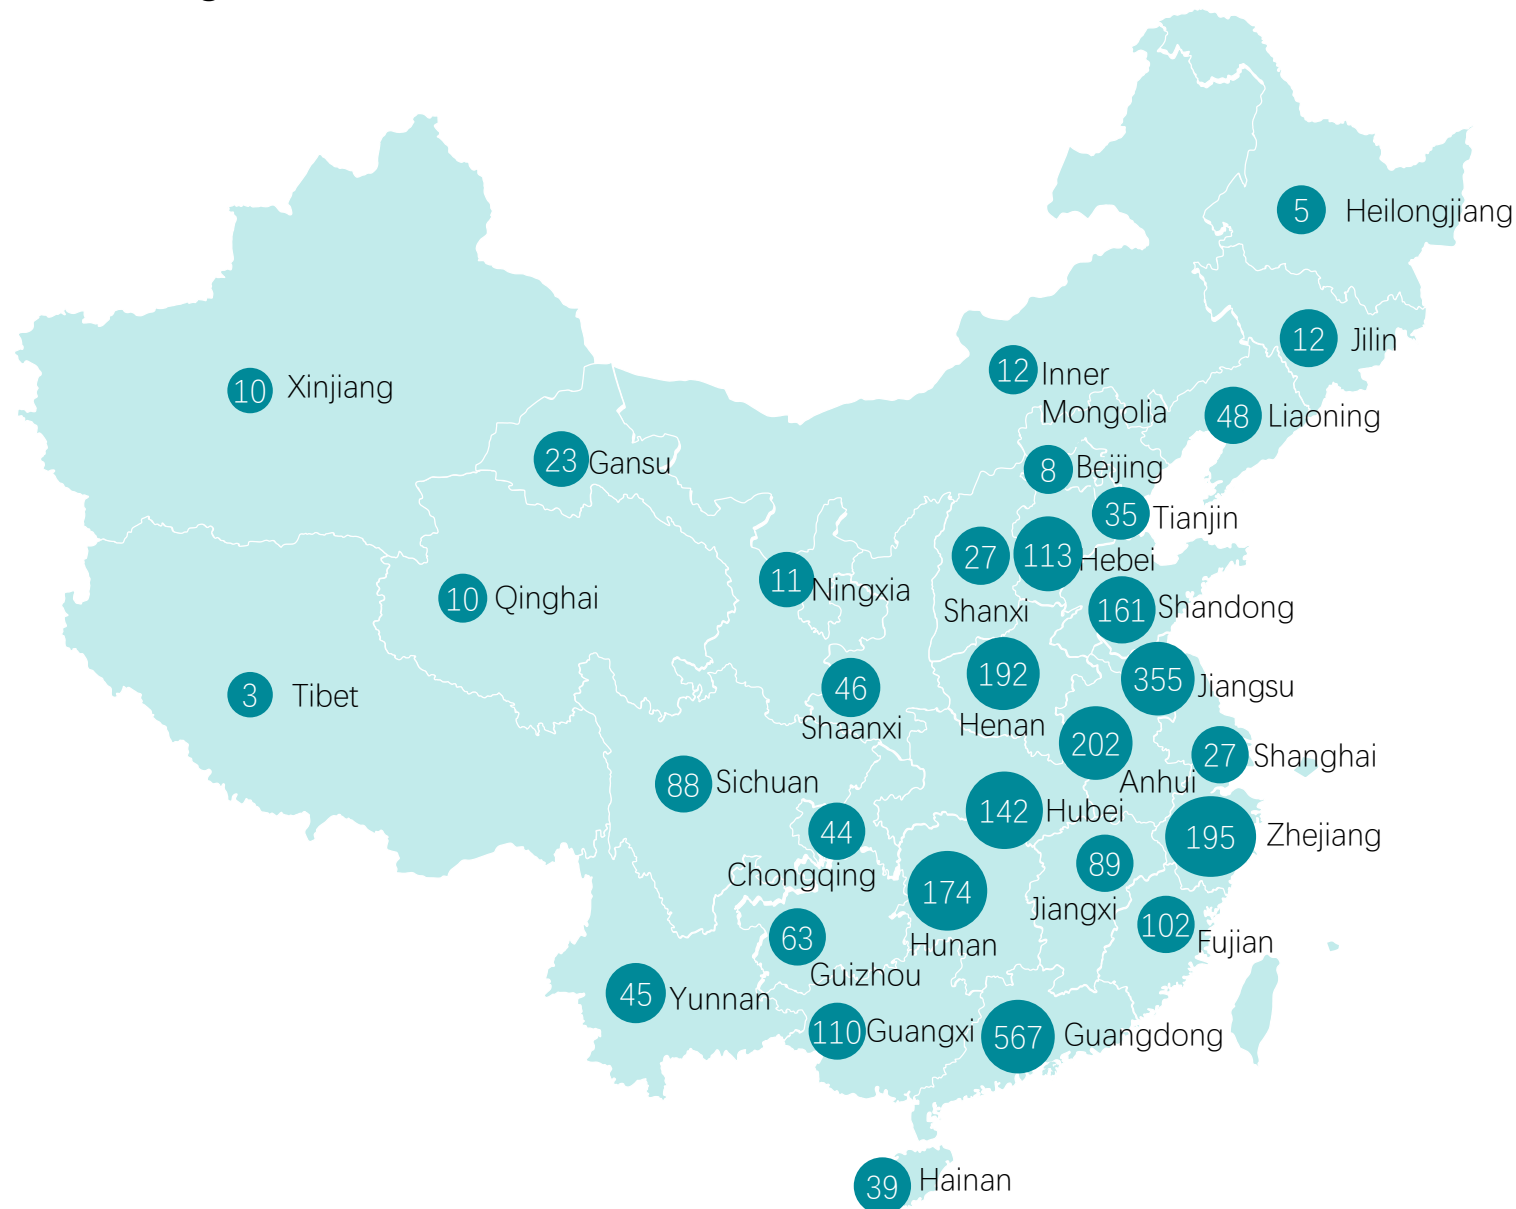 5 Heilongjiang
12 Jilin
12 Inner
Mongolia
10 Xinjiang
48 Liaoning
23 Gansu
8 Beijing
35 Tianjin
27
Shanxi
113 Hebei
11 Ningxia
10 Qinghai
161 Shandong
192
Henan
355 Jiangsu
46
Shaanxi
3 Tibet
202
Anhui
27 Shanghai
88 Sichuan
142 Hubei
44
Chongqing
195 Zhejiang
89
Jiangxi
174
Hunan
102 Fujian
63
Guizhou
45 Yunnan
110 Guangxi
567 Guangdong
39 Hainan